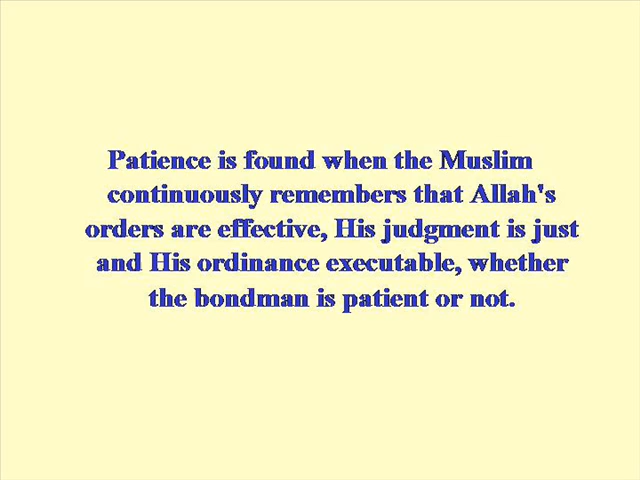 Patience is found when the Muslim
continuously remembers that Allah's
orders are effective, His judgment is just
and His ordinance executable, whether
the bondman is patient or not.